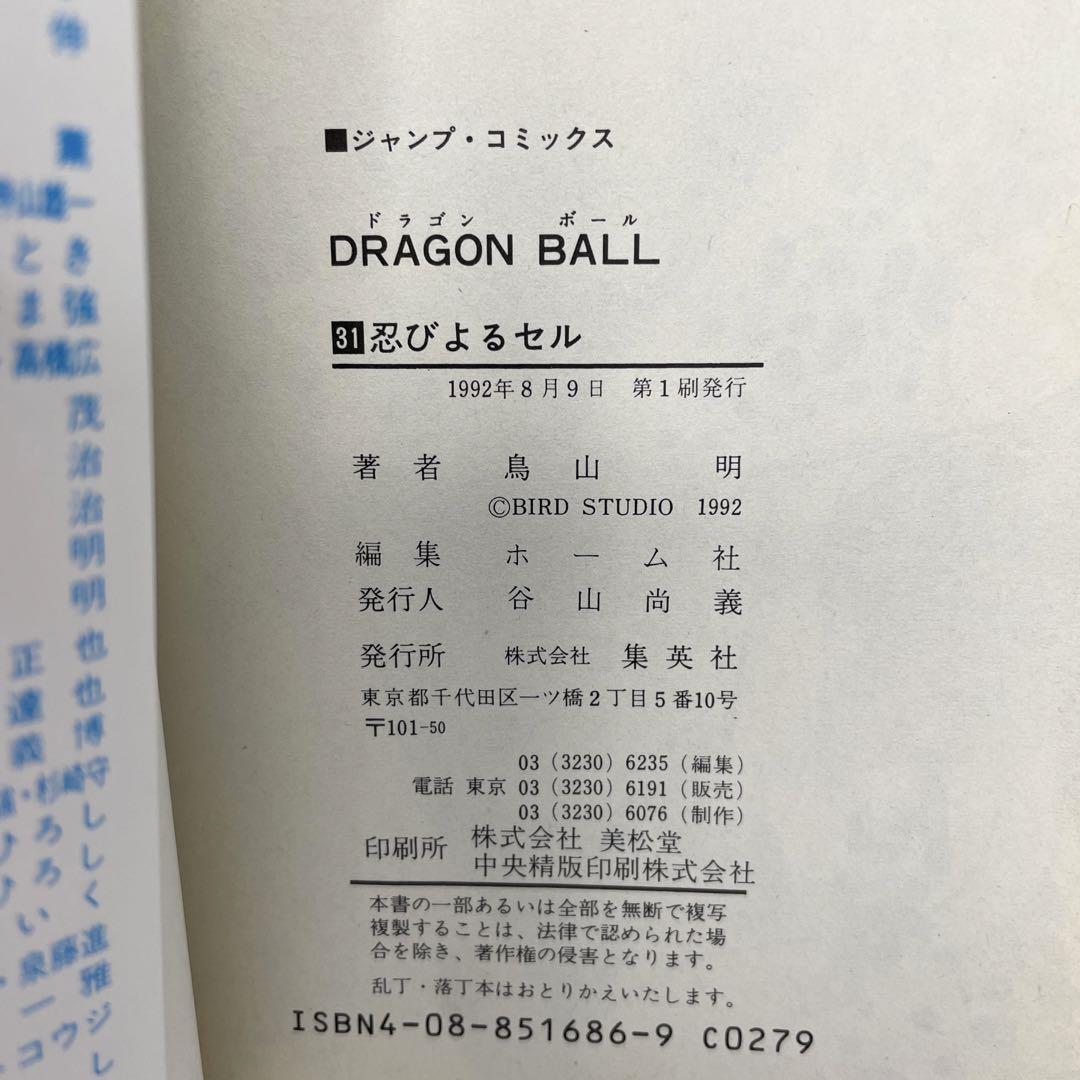 ■ジャンプ・コミックス
ドラゴン ボール
DRAGON BALL
31 忍びよるセル
1992年8月9日 第1刷発行
著者 鳥山 明
©BIRD STUDIO 1992
編集 ホーム社
発行人 谷山尚義
発行所 株式会社 集英社
東京都千代田区一ツ橋2丁目5番10号
〒101-50
03(3230)6235(編集)
電話 東京 03(3230)6191(販売)
03(3230)6076(制作)
印刷所 株式会社 美松堂
中央精版印刷株式会社
本書の一部あるいは全部を無断で複写
複製することは、法律で認められた場
合を除き、著作権の侵害となります。
乱丁・落丁本はおとりかえいたします。
ISBN4-08-851686-9 C0279